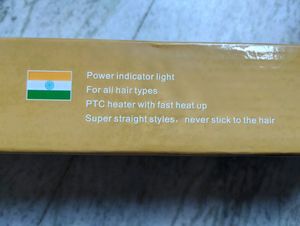 Power indicator light
For all hair types
PTC heater with fast heat up
Super straight styles，never stick to the hair